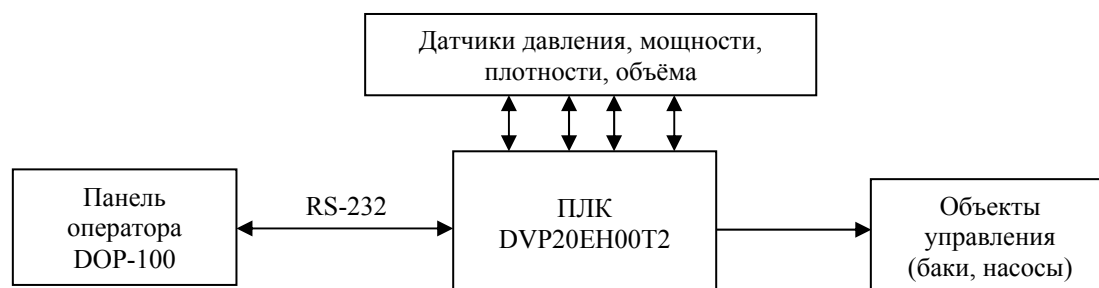 Датчики давления, мощности,
плотности, объёма
Панель
оператора
DOP-100
RS-232
ПЛК
DVP20EH00T2
Объекты
управления
(баки, насосы)